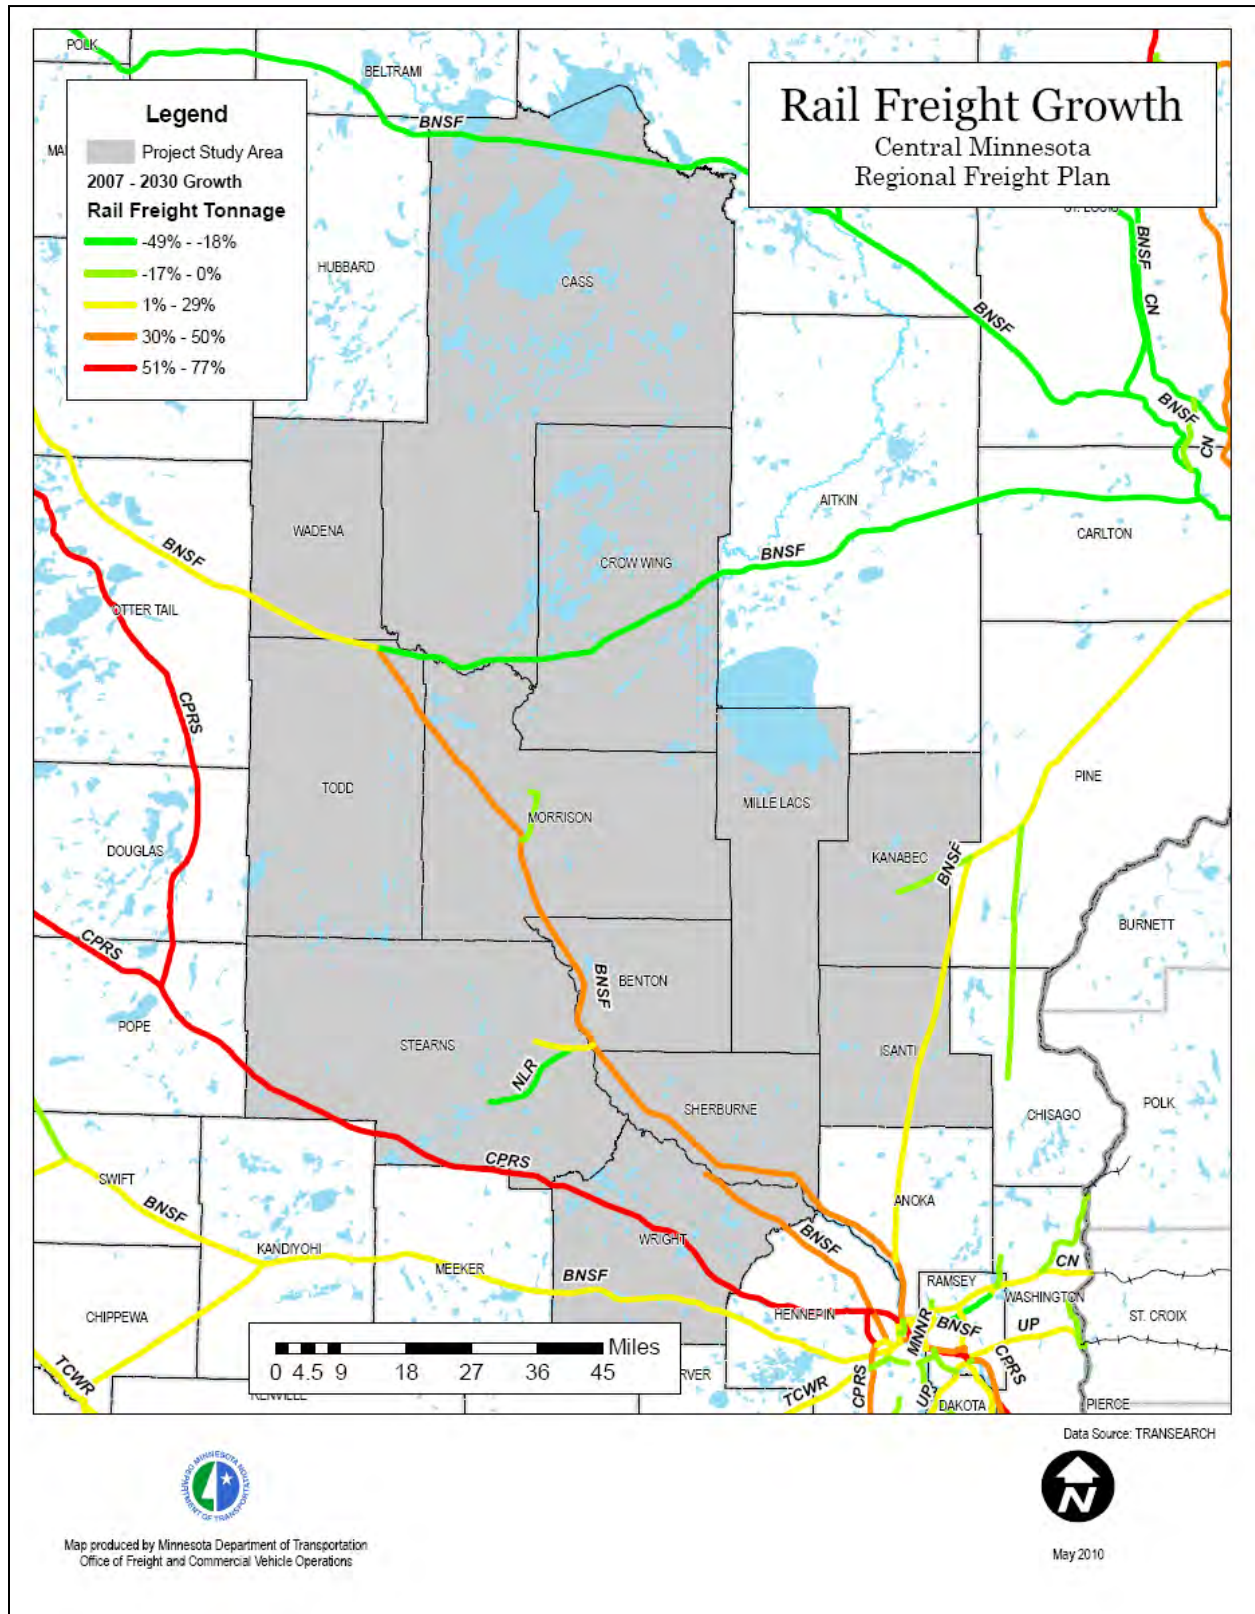 Rail Freight Growth
Central Minnesota
Regional Freight Plan
Legend
Project Study Area
2007 - 2030 Growth
Rail Freight Tonnage
-49% - -18%
-17% - 0%
1% - 29%
30% - 50%
51% - 77%
POLK
BELTRAMI
BNSF
HUBBARD
CASS
BNSF
CN
BNSF
BNSF
CN
WADENA
BNSF
OTTER TAIL
CROW WING
BNSF
AITKIN
CARLTON
CPRS
TODD
MORRISON
MILLE LACS
PINE
DOUGLAS
KANABEC
BNSF
BURNETT
CPRS
BNSF
BENTON
POPE
STEARNS
NLR
ISANTI
SHERBURNE
CHISAGO
POLK
SWIFT
CPRS
BNSF
ANOKA
KANDIYOHI
MEEKER
BNSF
WRIGHT
BNSF
CN
RAMSEY
WASHINGTON
CHIPPEWA
HENNEPIN
MNNR
BNSF
UP
ST. CROIX
TCWR
TCWR
CPRS
UP
CPRS
DAKOTA
PIERCE
Miles
0 4.5 9 18 27 36 45
Data Source: TRANSEARCH
MINNESOTA
DEPARTMENT OF TRANSPORTATION
N
Map produced by Minnesota Department of Transportation
Office of Freight and Commercial Vehicle Operations
May 2010